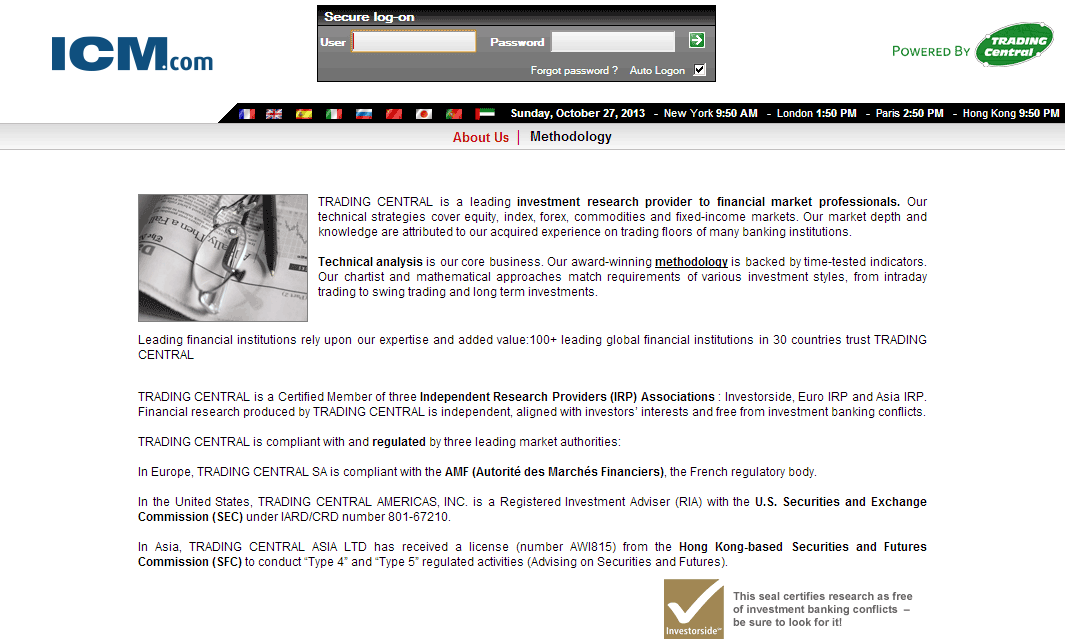 Secure log-on
ICM.com
User
Password
Forgot password ?
Auto Logon
POWERED BY TRADING Central
Sunday, October 27, 2013 - New York 9:50 AM - London 1:50 PM - Paris 2:50 PM - Hong Kong 9:50 PM
About Us | Methodology
TRADING CENTRAL is a leading investment research provider to financial market professionals. Our
technical strategies cover equity, index, forex, commodities and fixed-income markets. Our market depth and
knowledge are attributed to our acquired experience on trading floors of many banking institutions.
Technical analysis is our core business. Our award-winning methodology is backed by time-tested indicators.
Our chartist and mathematical approaches match requirements of various investment styles, from intraday
trading to swing trading and long term investments.
Leading financial institutions rely upon our expertise and added value:100+ leading global financial institutions in 30 countries trust TRADING
CENTRAL
TRADING CENTRAL is a Certified Member of three Independent Research Providers (IRP) Associations : Investorside, Euro IRP and Asia IRP.
Financial research produced by TRADING CENTRAL is independent, aligned with investors' interests and free from investment banking conflicts.
TRADING CENTRAL is compliant with and regulated by three leading market authorities:
In Europe, TRADING CENTRAL SA is compliant with the AMF (Autorité des Marchés Financiers), the French regulatory body.
In the United States, TRADING CENTRAL AMERICAS, INC. is a Registered Investment Adviser (RIA) with the U.S. Securities and Exchange
Commission (SEC) under IARD/CRD number 801-67210.
In Asia, TRADING CENTRAL ASIA LTD has received a license (number AWI815) from the Hong Kong-based Securities and Futures
Commission (SFC) to conduct “Type 4” and “Type 5” regulated activities (Advising on Securities and Futures).
Investorside
This seal certifies research as free
of investment banking conflicts –
be sure to look for it!